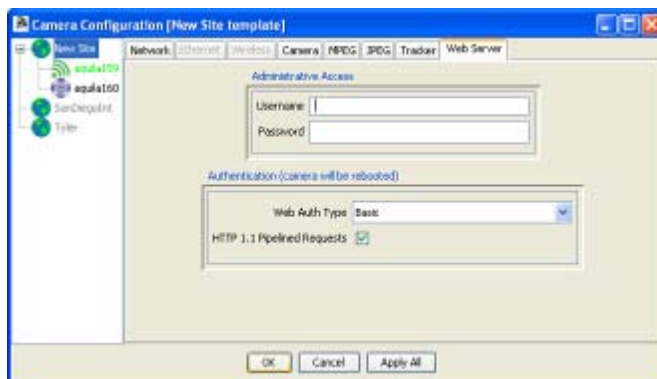 Camera Configuration [New Site template]
New Site
aquila159
aquila160
SanDiegoInt
Tyler
Network Ethernet Wireless Camera MPEG JPEG Tracker Web Server
Administrative Access
Username
Password
Authentication (camera will be rebooted)
Web Auth Type Basic
HTTP 1.1 Pipelined Requests
OK Cancel Apply All